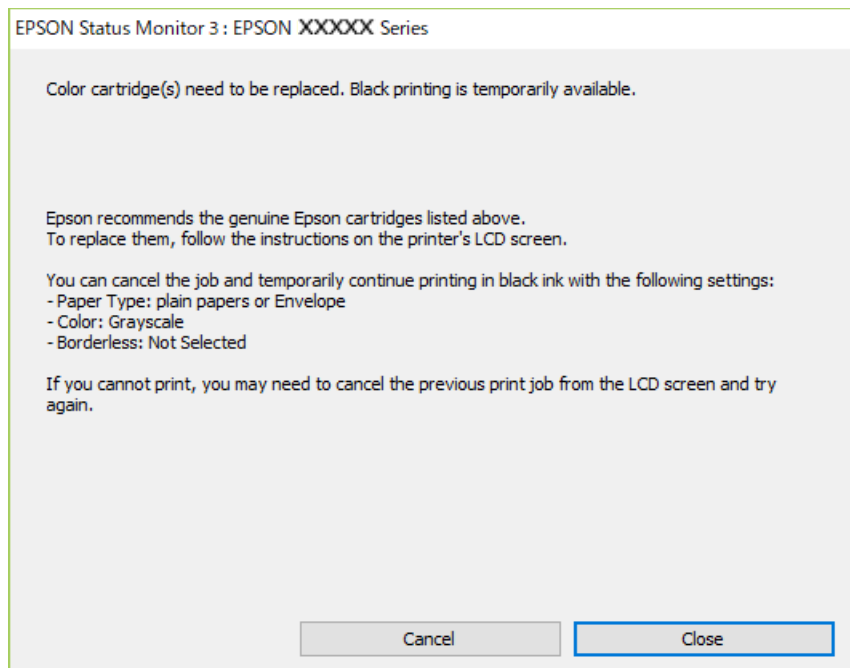 EPSON Status Monitor 3 : EPSON XXXXX Series
Color cartridge(s) need to be replaced. Black printing is temporarily available.
Epson recommends the genuine Epson cartridges listed above.
To replace them, follow the instructions on the printer's LCD screen.
You can cancel the job and temporarily continue printing in black ink with the following settings:
- Paper Type: plain papers or Envelope
- Color: Grayscale
- Borderless: Not Selected
If you cannot print, you may need to cancel the previous print job from the LCD screen and try
again.
Cancel
Close